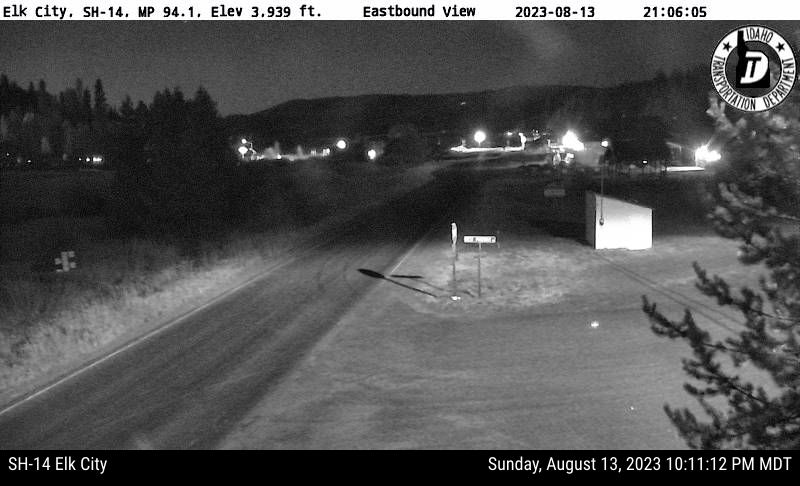 Elk City, SH-14, MP 94.1, Elev 3,939 ft. Eastbound View 2023-08-13 21:06:05
IDAHO
TRANSPORTATION DEPARTMENT
SH-14 Elk City Sunday, August 13, 2023 10:11:12 PM MDT